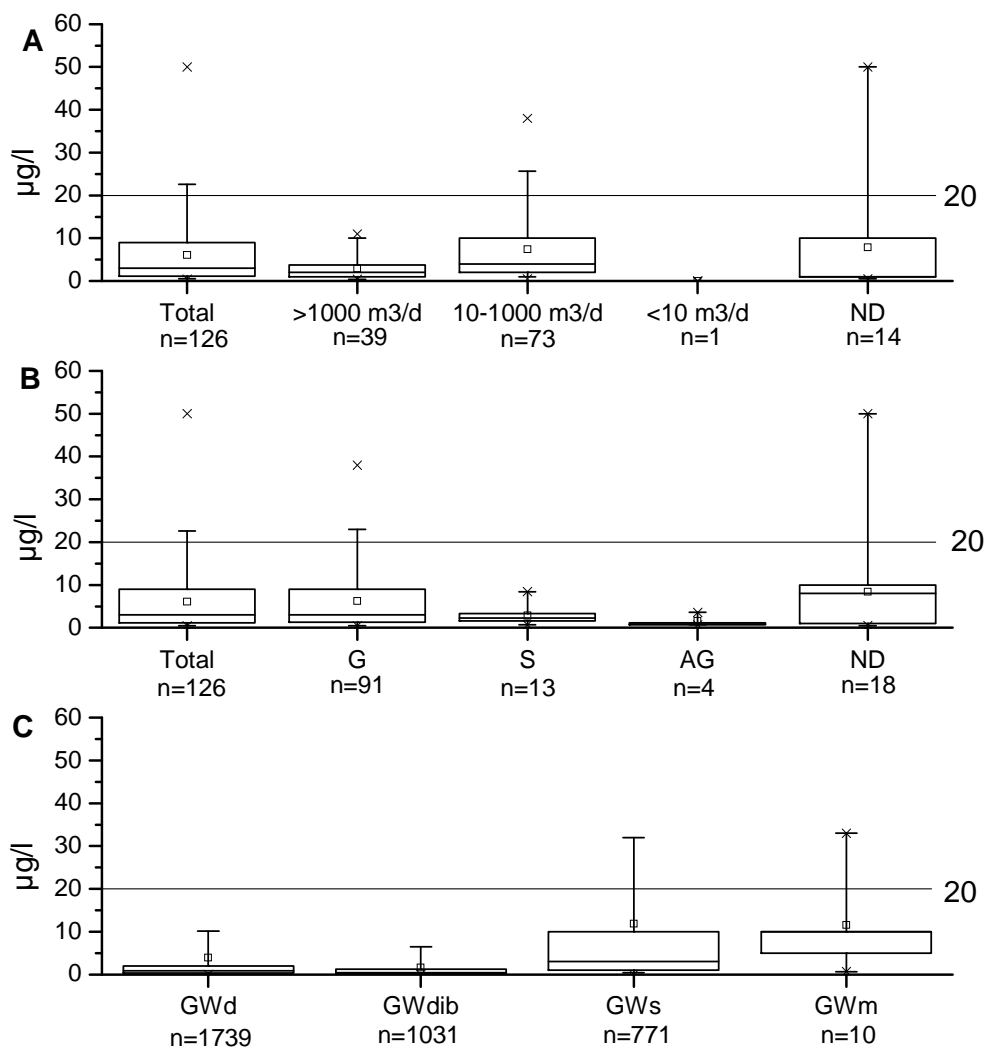 A
60
50
40
30
20
10
0
µg/l
20
Total
n=126
>1000 m3/d
n=39
10-1000 m3/d
n=73
<10 m3/d
n=1
ND
n=14
B
60
50
40
30
20
10
0
µg/l
20
Total
n=126
G
n=91
S
n=13
AG
n=4
ND
n=18
C
60
50
40
30
20
10
0
µg/l
20
GWd
n=1739
GWdib
n=1031
GWs
n=771
GWm
n=10